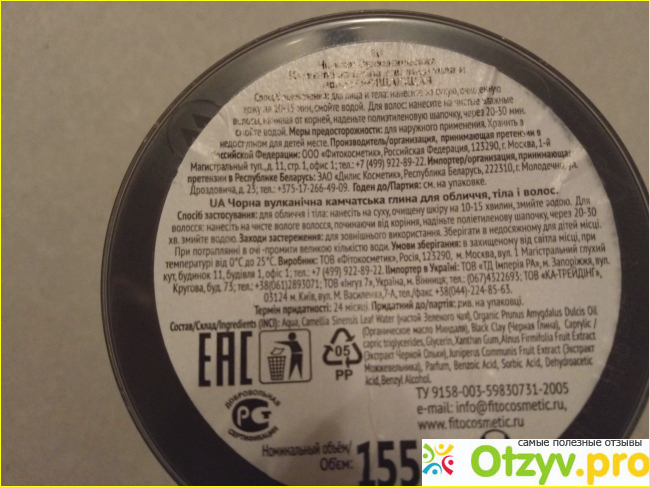 для лица и тела: нанесите на сухую, очищенную
кожу на 10-15 мин, смойте водой. Для волос: нанесите на чистые влажные
волосы, начиная от корней, наденьте полиэтиленовую шапочку, через 20-30 мин.
смойте водой. Меры предосторожности: для наружного применения. Хранить в
недоступном для детей месте. Производитель/организация, принимающая претензии в
Российской Федерации: ООО «Фитокосметик», Российская Федерация, 123290, г. Москва, 1-й
Магистральный туп., д. 11, стр. 1, офис 1; тел.: +7 (499) 922-89-22. Импортер/организация, принимающая
претензии в Республике Беларусь: ЗАО «Дилис Косметик», Республика Беларусь, 222310, г. Молодечно, ул.
Дроздовича, д. 23; тел.: +375-17-266-49-09. Годен до/Партия: см. на упаковке.
UA Чорна вулканічна камчатська глина для обличчя, тіла і волос.
Спосіб застосування: для обличчя і тіла: нанесіть на суху, очищену шкіру на 10-15 хвилин, змийте водою. Для
волосся: нанесіть на чисте вологе волосся, починаючи від коріння, надіньте поліетиленову шапочку, через 20-30
хв. змийте водою. Заходи застереження: для зовнішнього використання. Зберігати в недосяжному для дітей місці.
При потраплянні в очі -промити великою кількістю води. Умови зберігання: в захищеному від світла місці, при
температурі від 0°С до 25°С. Виробник: ТОВ «Фітокосметік», Росія, 123290, м. Москва, вул. 1 Магістральный глухий
кут, будинок 11, будівля 1, офіс 1; тел.: +7 (499) 922-89-22. Імпортер в Україні: ТОВ "ТД Імперія РА», м. Запоріжжя, вул.
Кругова, буд. 73; тел.: +38(061)2893071; ТОВ "Інгуз 7», Україна, м. Вінниця; тел.: (067)4322693; ТОВ «КА-ТРЕЙДІНГ»,
03124 м. Київ, вул. М. Василенка,7-А, тел./факс +38(044)-224-85-63.
Термін придатності: 24 місяці. Придатний до/партія: див. на упаковці.
Состав/Склад/Ingredients (INCI): Aqua, Camellia Sinensis Leaf Water (настой Зеленого чая), Organic Prunus Amygdalus Dulcis Oil
(Органическое масло Миндаля), Black Clay (Черная Глина), Caprylic /
capric triglycerides, Glycerin, Xanthan Gum, Alnus Firmifolia Fruit Extract
(Экстракт Черной Ольхи), Juniperus Communis Fruit Extract (Экстракт
Можжевельника), Parfum, Benzoic Acid, Sorbic Acid, Dehydroacetic
Acid, Benzyl Alcohol.
EAC
05
PP
ДОБРОВОЛЬНАЯ
РСТ
СЕРТИФИКАЦИЯ
ТУ 9158-003-59830731-2005
e-mail: info@fitocosmetic.ru
www.fitocosmetic.ru
Номинальный объем/
Об'єм:
155
самые полезные отзывы
Otzyv.pro